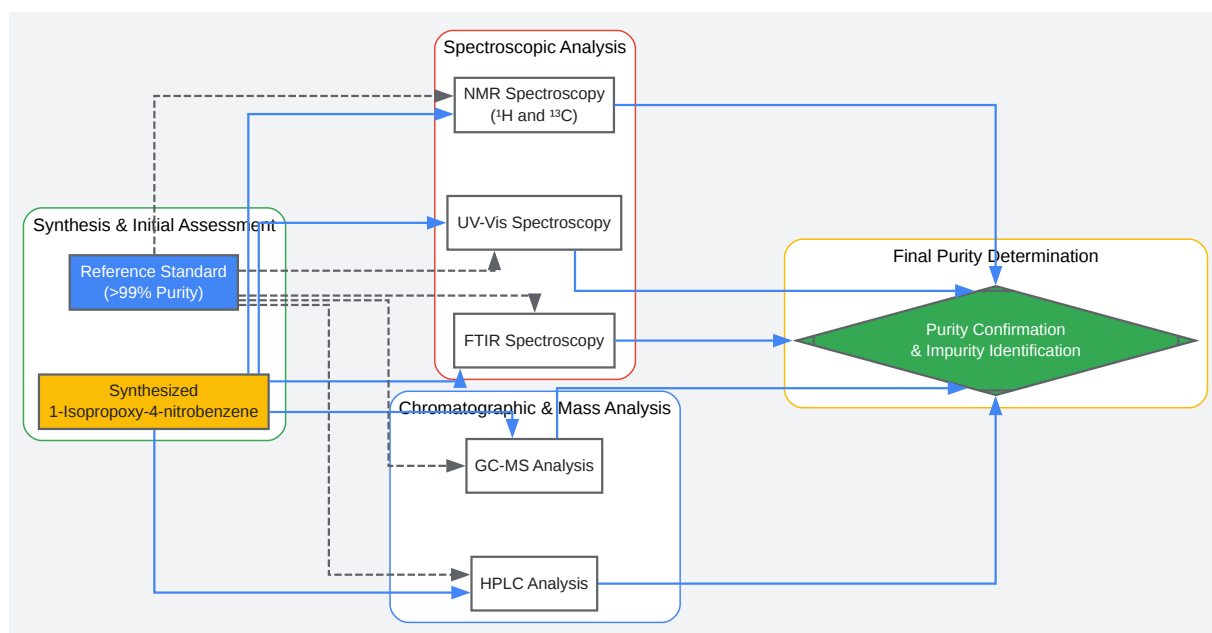 Spectroscopic Analysis
NMR Spectroscopy
(¹H and ¹³C)
UV-Vis Spectroscopy
FTIR Spectroscopy
Synthesis & Initial Assessment
Reference Standard
(>99% Purity)
Synthesized
1-Isopropoxy-4-nitrobenzene
Chromatographic & Mass Analysis
GC-MS Analysis
HPLC Analysis
Final Purity Determination
Purity Confirmation
& Impurity Identification